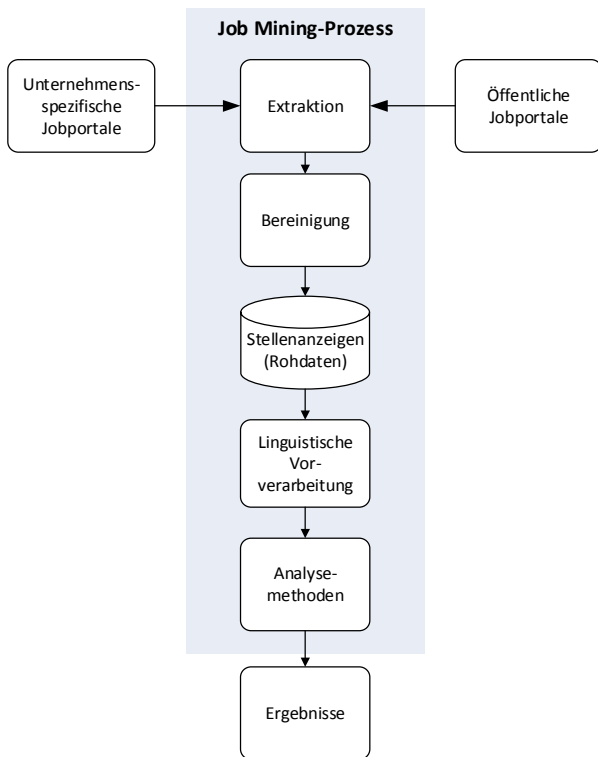 Job Mining-Prozess
Unternehmens-
spezifische
Jobportale
Extraktion
Öffentliche
Jobportale
Bereinigung
Stellenanzeigen
(Rohdaten)
Linguistische
Vor-
verarbeitung
Analyse-
methoden
Ergebnisse